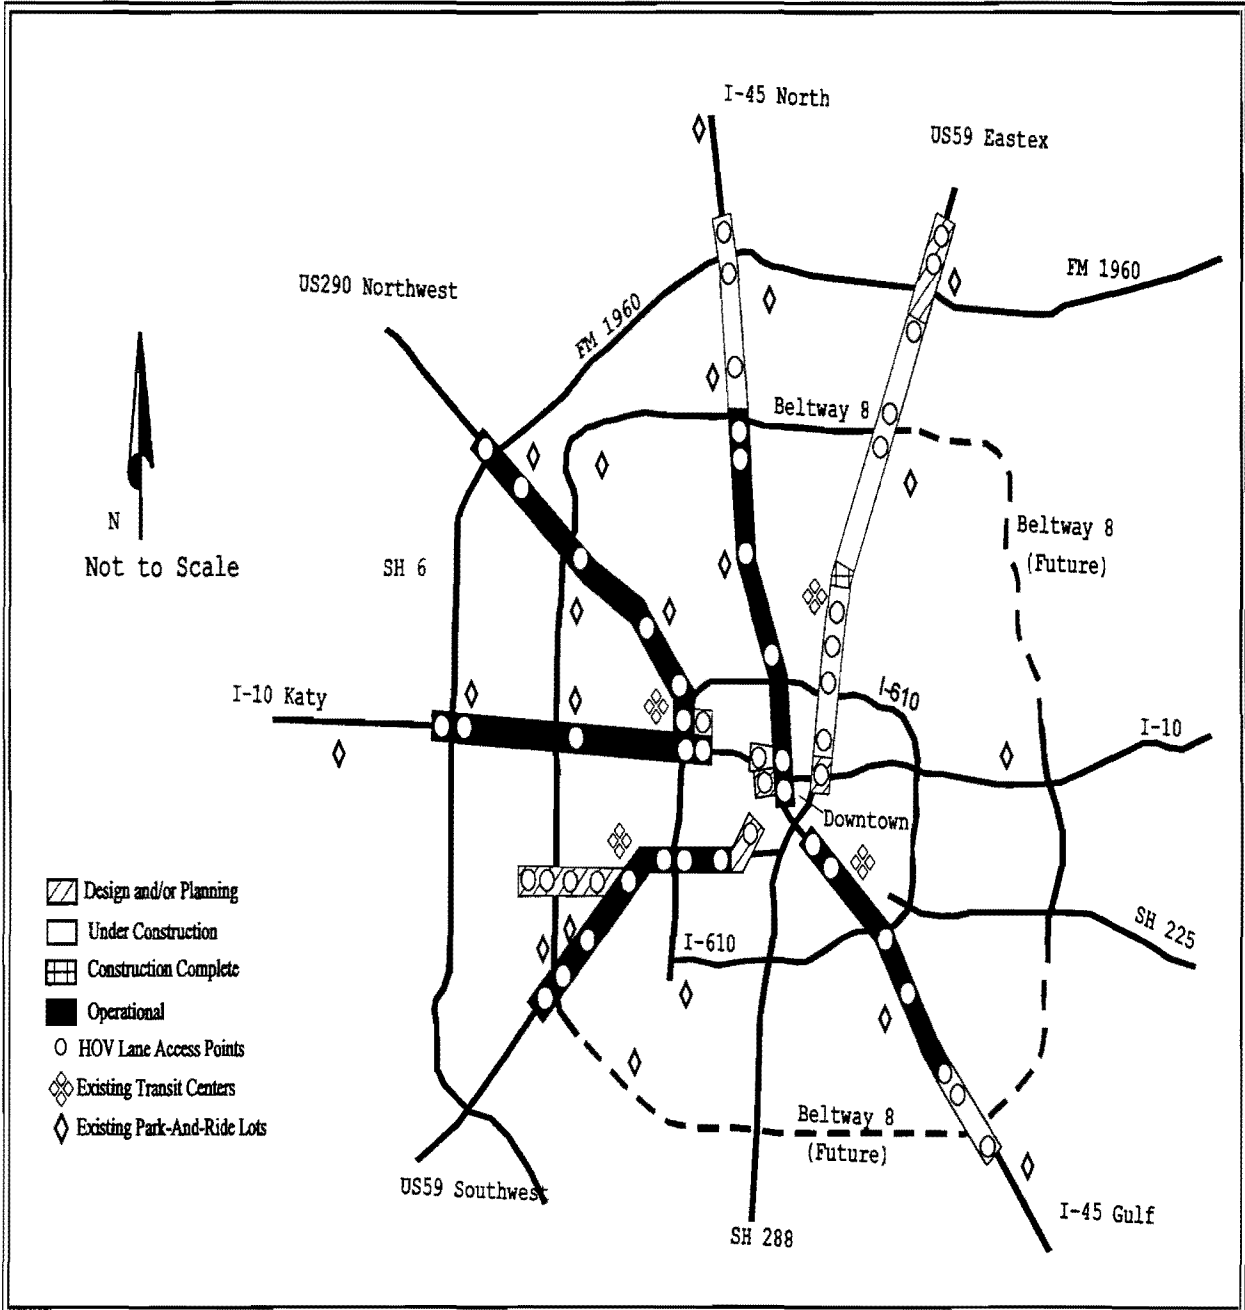 I-45 North
US59 Eastex
FM 1960
US290 Northwest
FM 1960
Beltway 8
N
Not to Scale
SH 6
Beltway 8
(Future)
I-10 Katy
I-610
I-10
Downtown
Design and/or Planning
Under Construction
Construction Complete
Operational
HOV Lane Access Points
Existing Transit Centers
Existing Park-And-Ride Lots
I-610
SH 225
Beltway 8
(Future)
US59 Southwest
SH 288
I-45 Gulf